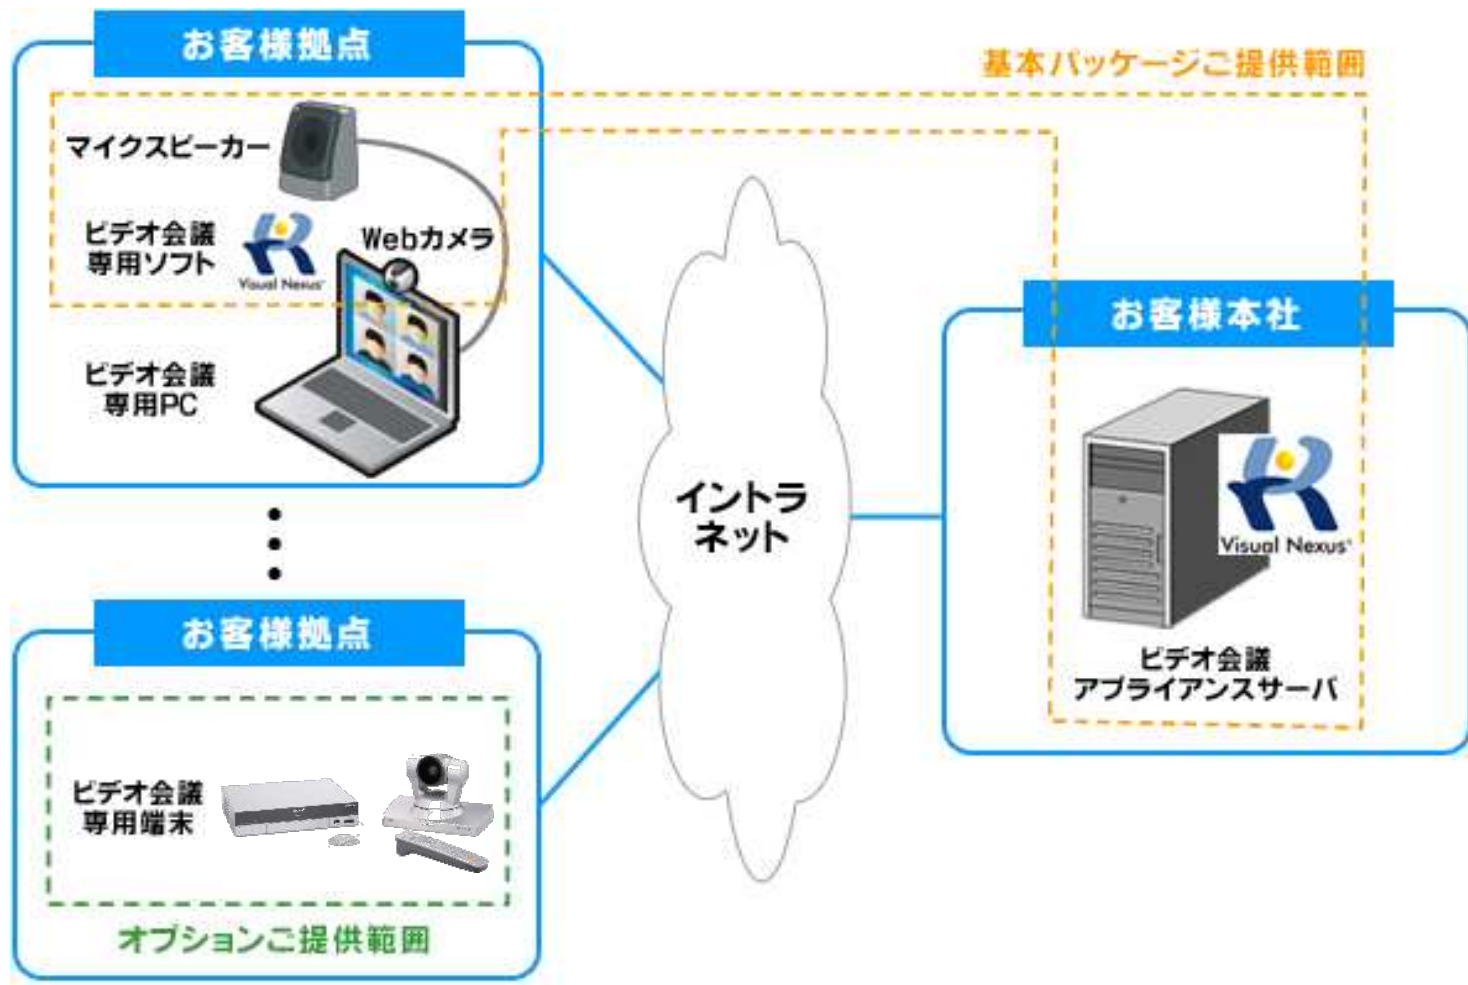 お客様拠点
基本パッケージご提供範囲
マイクスピーカー
ビデオ会議
専用ソフト
Visual Nexus
Webカメラ
ビデオ会議
専用PC
お客様本社
イントラ
ネット
Visual Nexus
ビデオ会議
アプライアンスサーバ
お客様拠点
ビデオ会議
専用端末
オプションご提供範囲